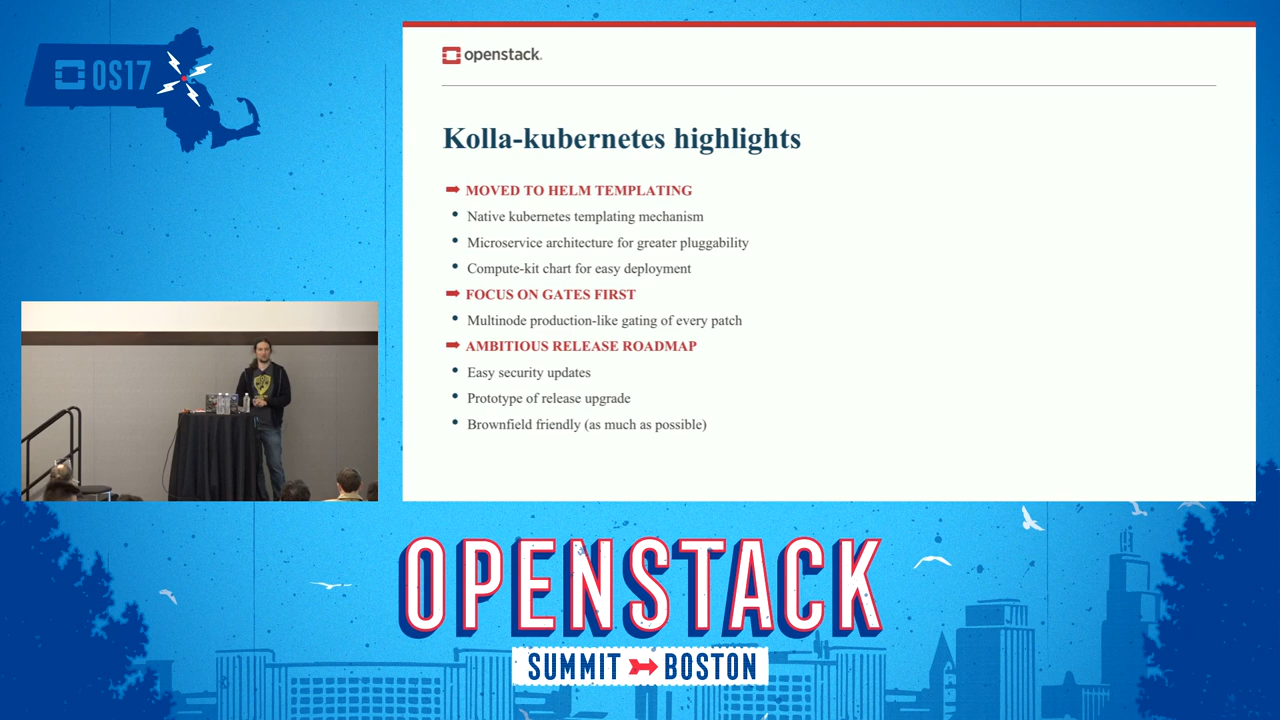 OS17
openstack.
Kolla-kubernetes highlights
MOVED TO HELM TEMPLATING
Native kubernetes templating mechanism
Microservice architecture for greater pluggability
Compute-kit chart for easy deployment
FOCUS ON GATES FIRST
Multinode production-like gating of every patch
AMBITIOUS RELEASE ROADMAP
Easy security updates
Prototype of release upgrade
Brownfield friendly (as much as possible)
OPENSTACK
SUMMIT BOSTON